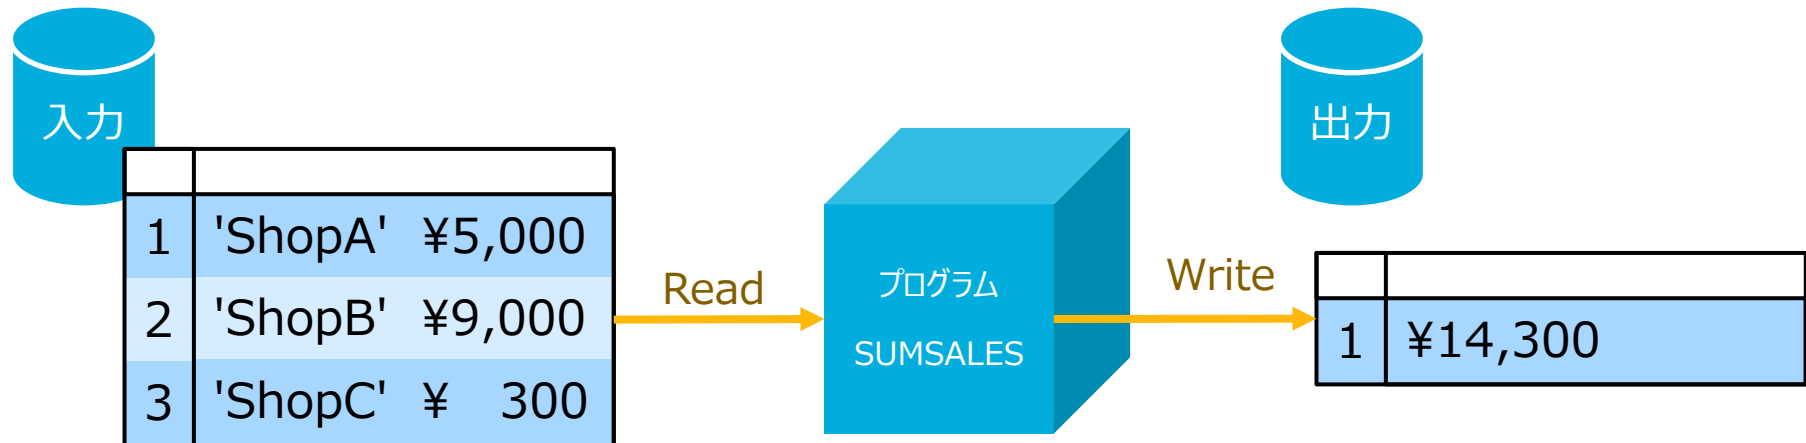 入力
1 'ShopA' ¥5,000
2 'ShopB' ¥9,000
3 'ShopC' ¥ 300
Read
プログラム
SUMSALES
Write
出力
1 ¥14,300